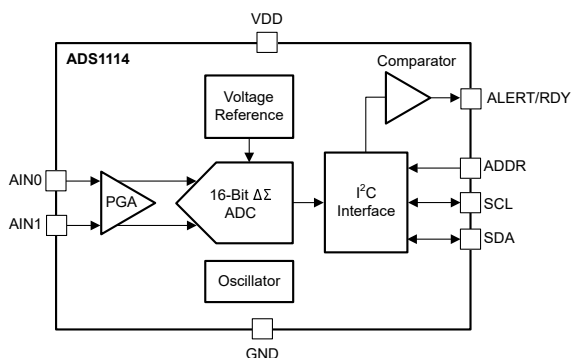 VDD
ADS1114
Comparator
Voltage
Reference
ALERT/RDY
AIN0
PGA
16-Bit ΔΣ
ADC
I²C
Interface
ADDR
SCL
AIN1
SDA
Oscillator
GND